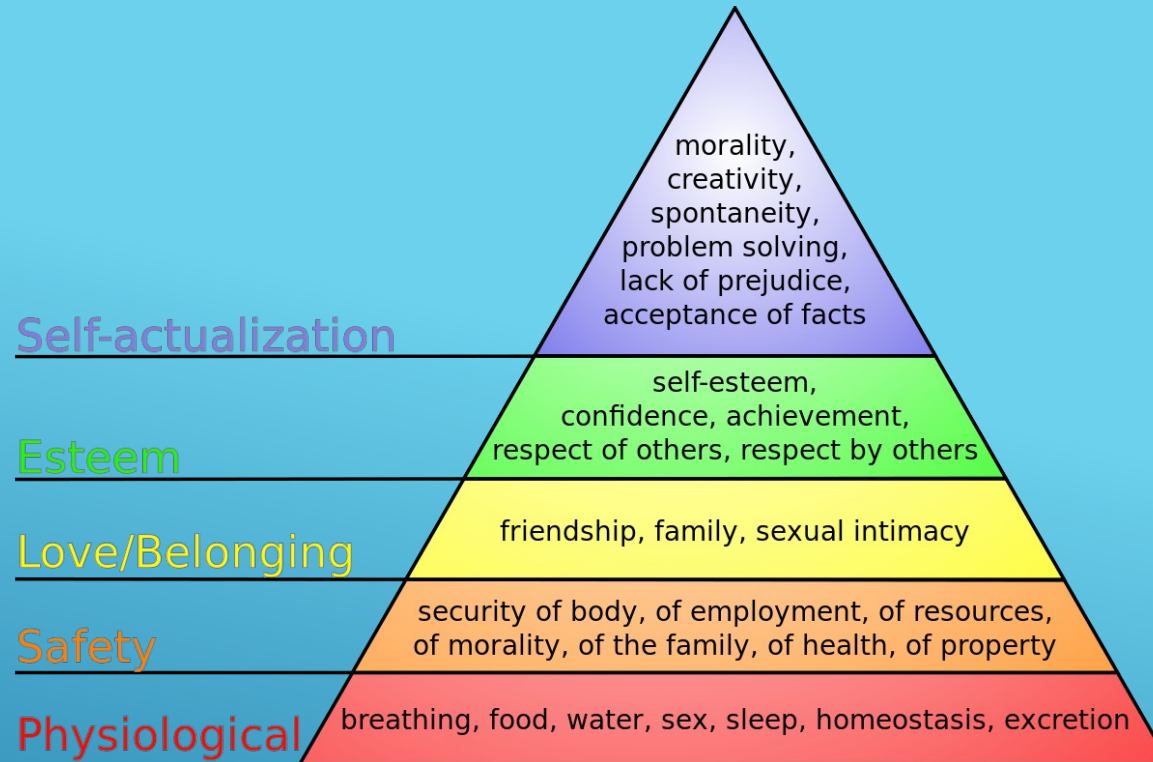 morality,
creativity,
spontaneity,
problem solving,
lack of prejudice,
acceptance of facts
Self-actualization
self-esteem,
confidence, achievement,
respect of others, respect by others
Esteem
friendship, family, sexual intimacy
Love/Belonging
security of body, of employment, of resources,
of morality, of the family, of health, of property
Safety
breathing, food, water, sex, sleep, homeostasis, excretion
Physiological